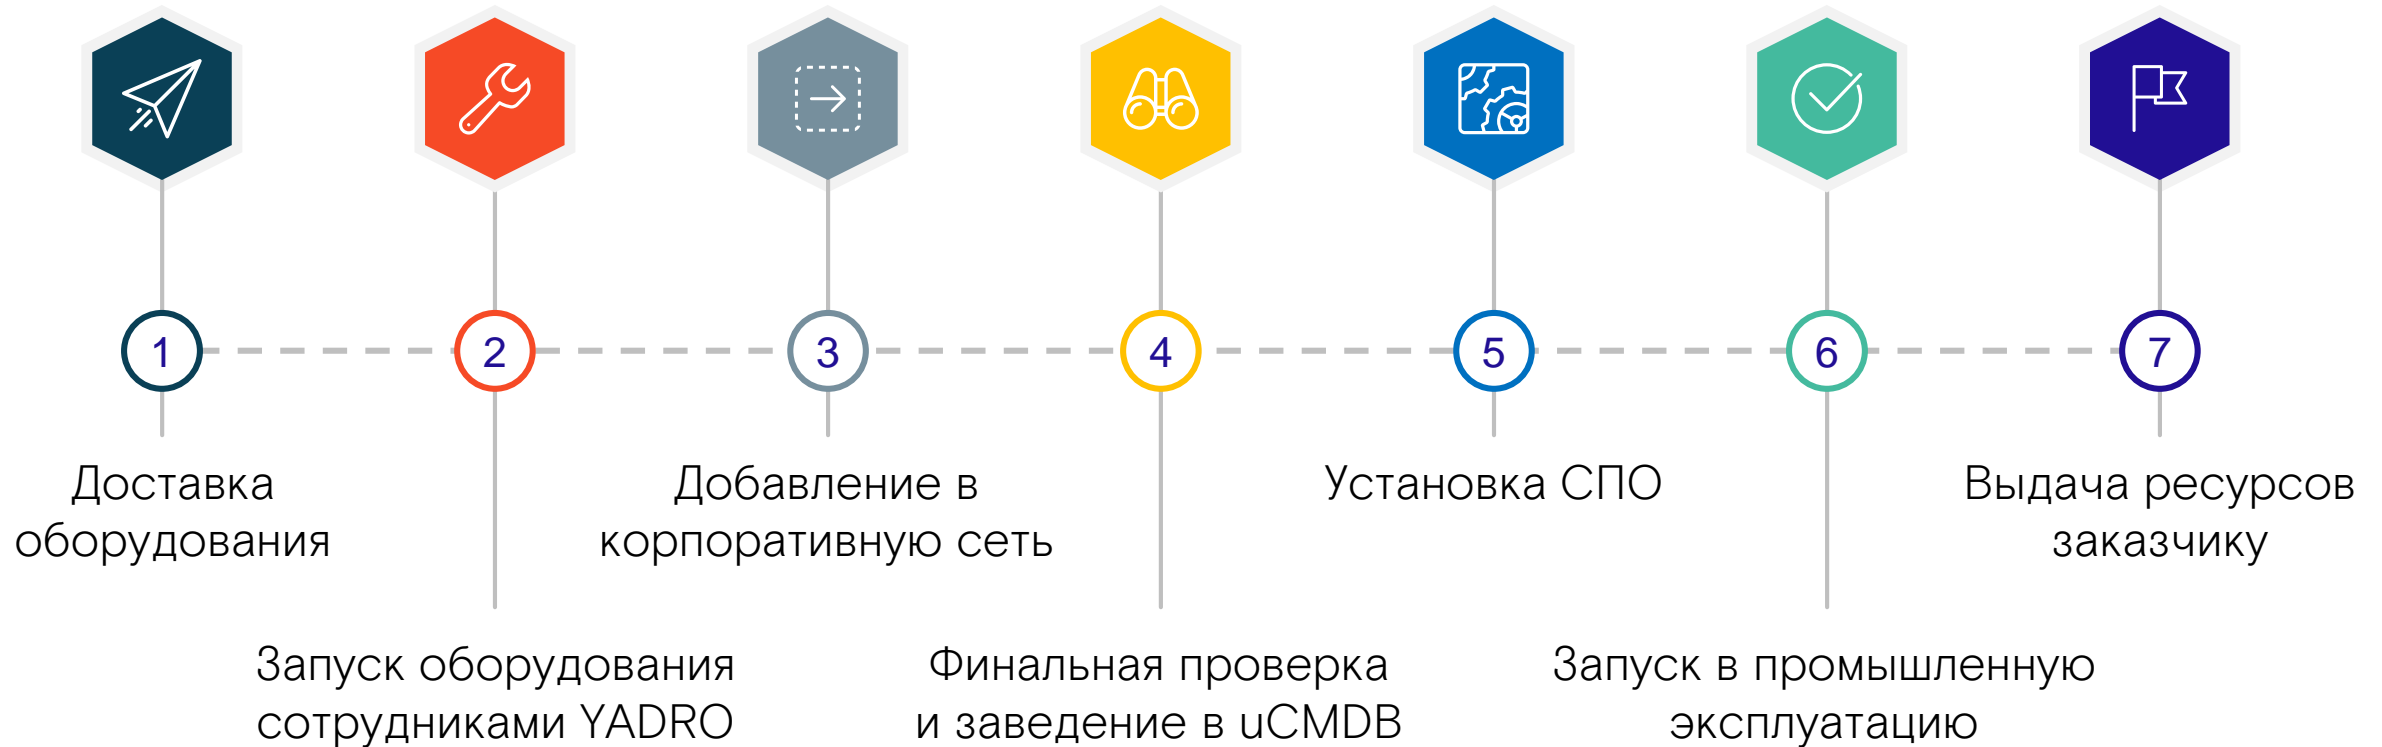 1
2
3
4
5
6
7
Доставка
оборудования
Запуск оборудования
сотрудниками YADRO
Добавление в
корпоративную сеть
Финальная проверка
и заведение в uCMDB
Установка СПО
Запуск в промышленную
эксплуатацию
Выдача ресурсов
заказчику